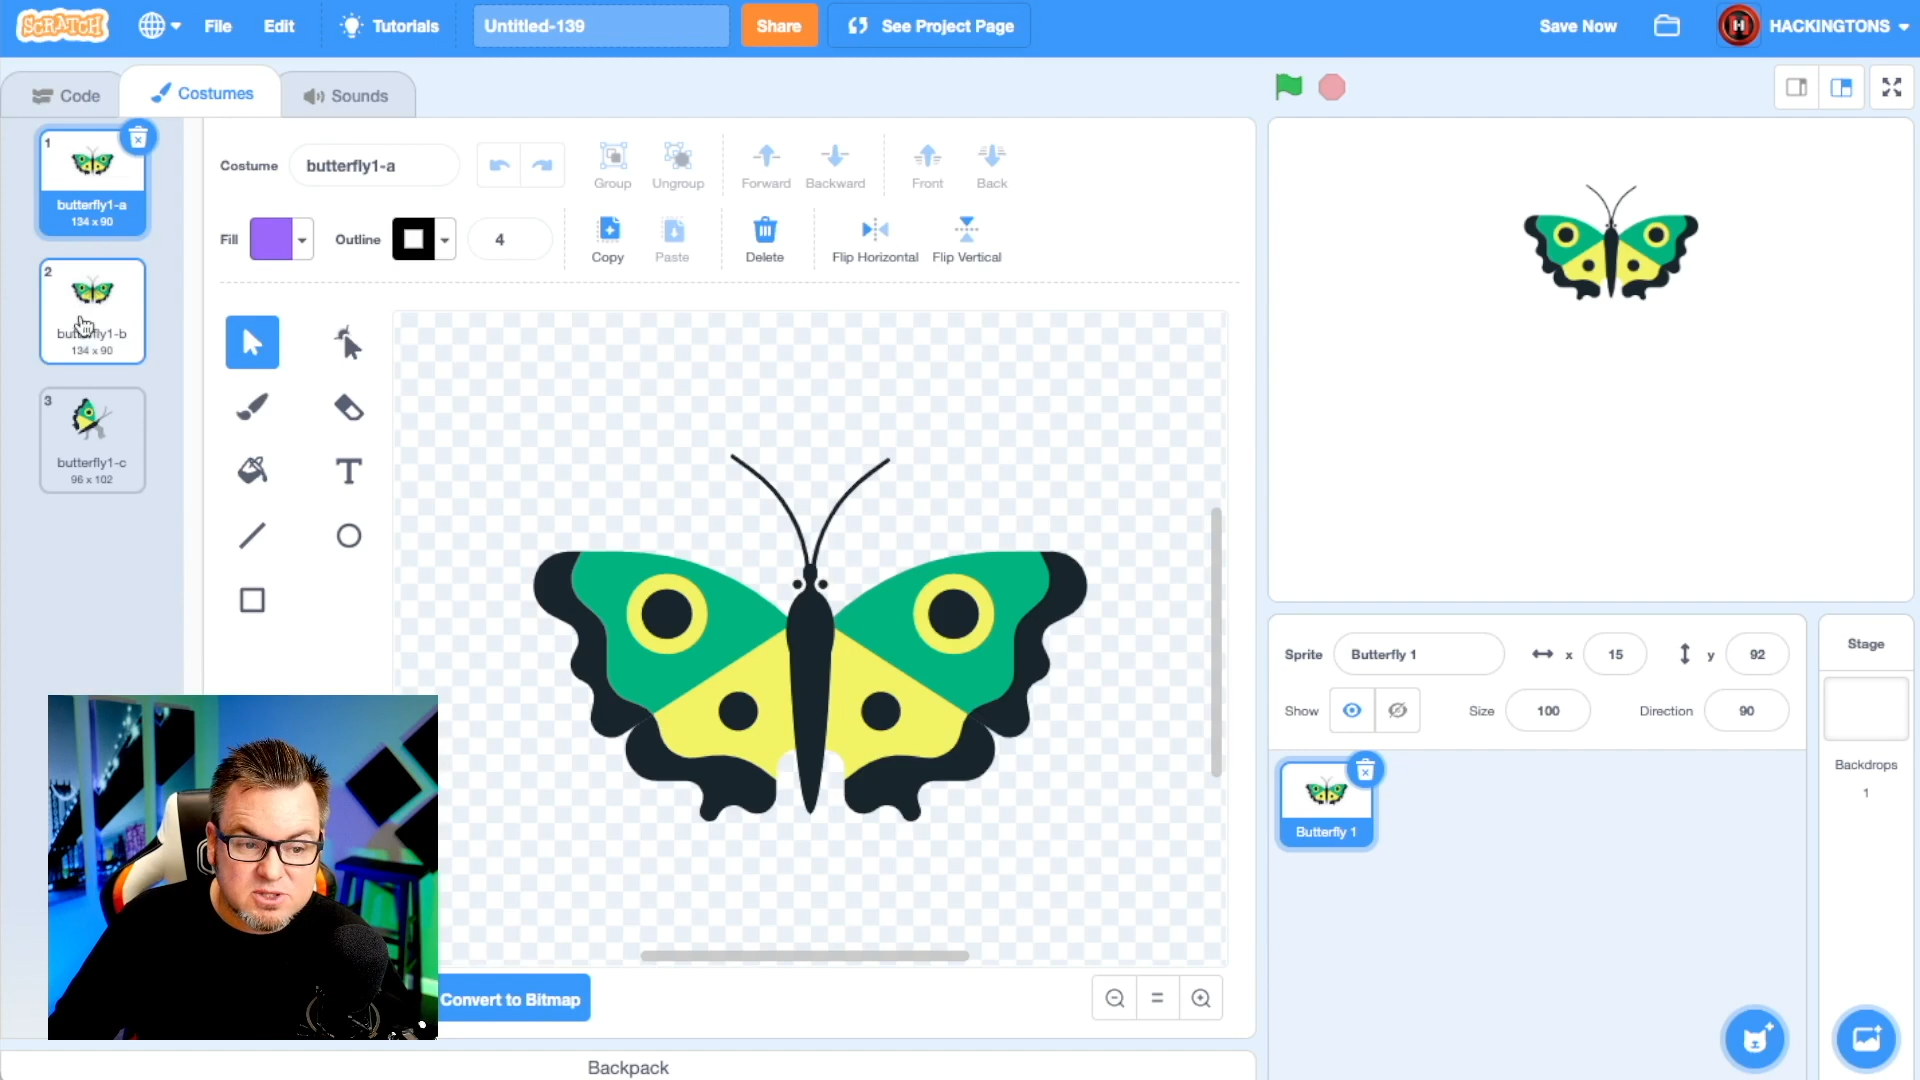 SCRATCH
File
Edit
Tutorials
Untitled-139
Share
See Project Page
Save Now
H
HACKINGTONS
Code
Costumes
Sounds
1
butterfly1-a
134 x 90
2
butterfly1-b
134 x 90
3
butterfly1-c
96 x 102
Costume
butterfly1-a
Group
Ungroup
Forward
Backward
Front
Back
Fill
Outline
4
Copy
Paste
Delete
Flip Horizontal
Flip Vertical
T
Convert to Bitmap
=
Backpack
Sprite
Butterfly 1
x
15
y
92
Show
Size
100
Direction
90
Butterfly 1
Stage
Backdrops
1